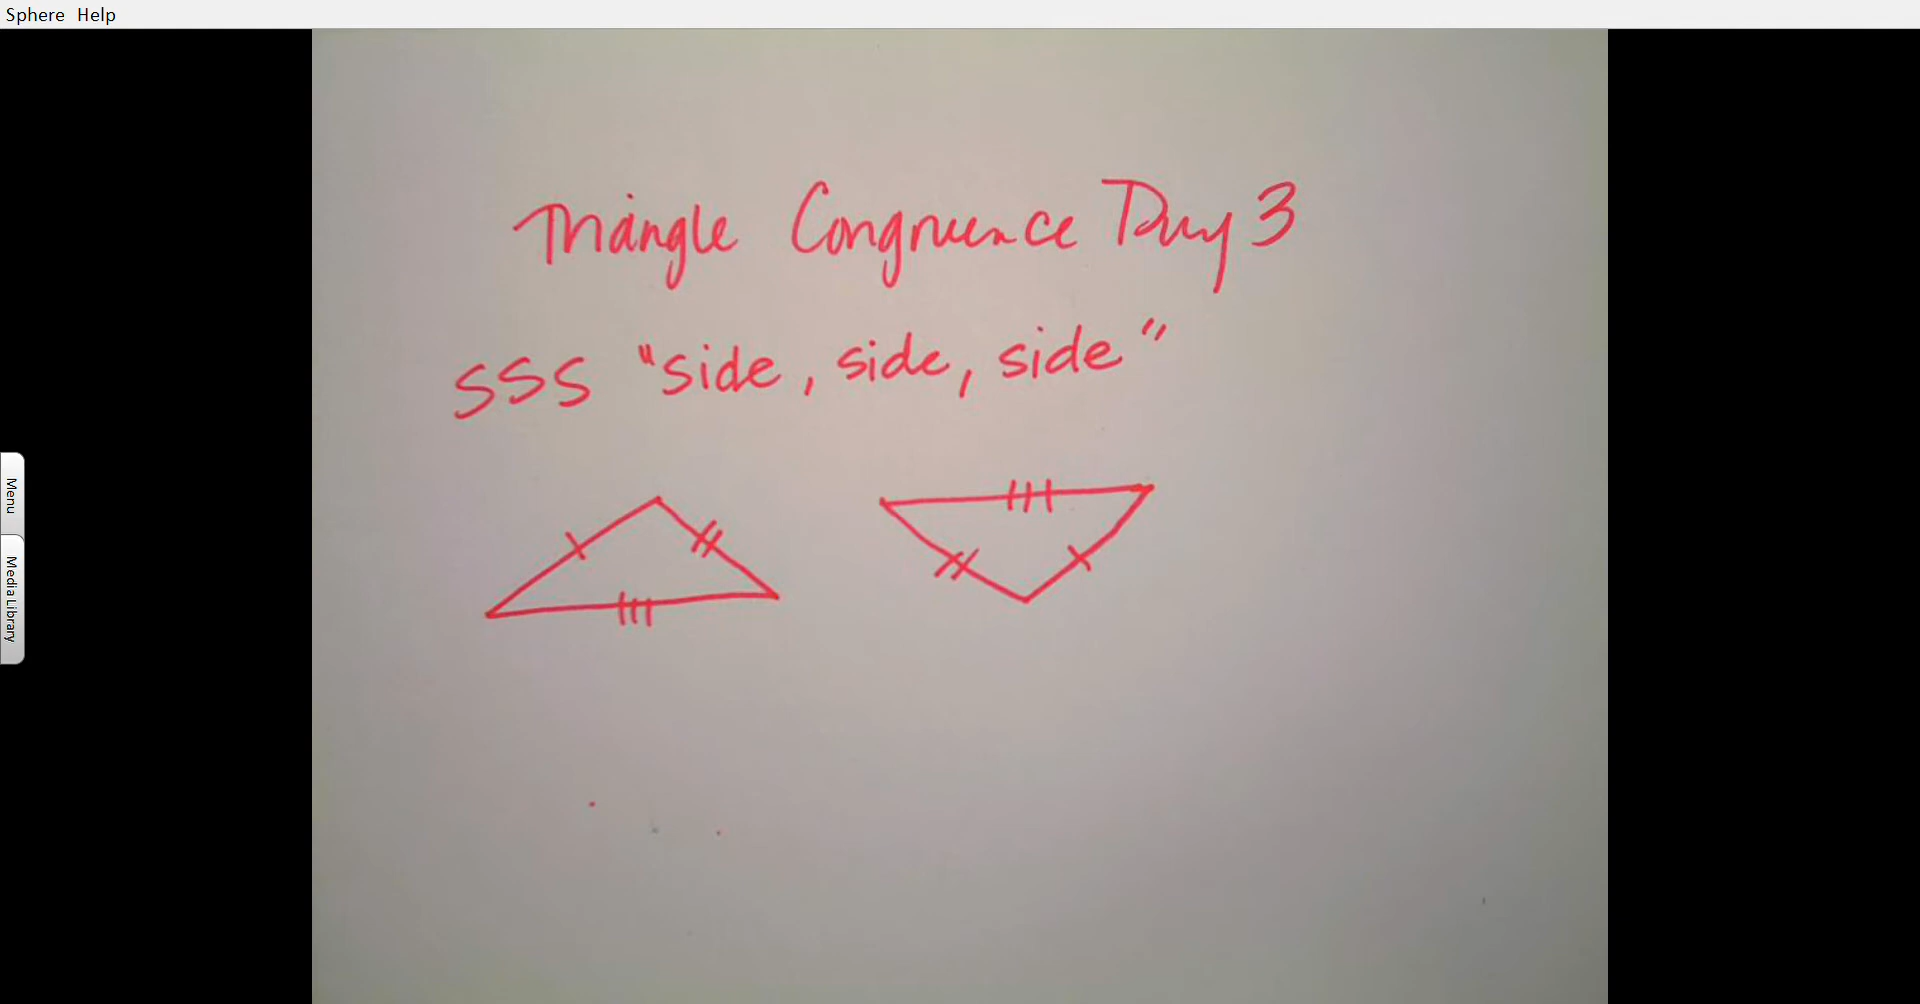 Sphere Help
Triangle Congruence Day 3
SSS "side, side, side"
Menu
Media Library